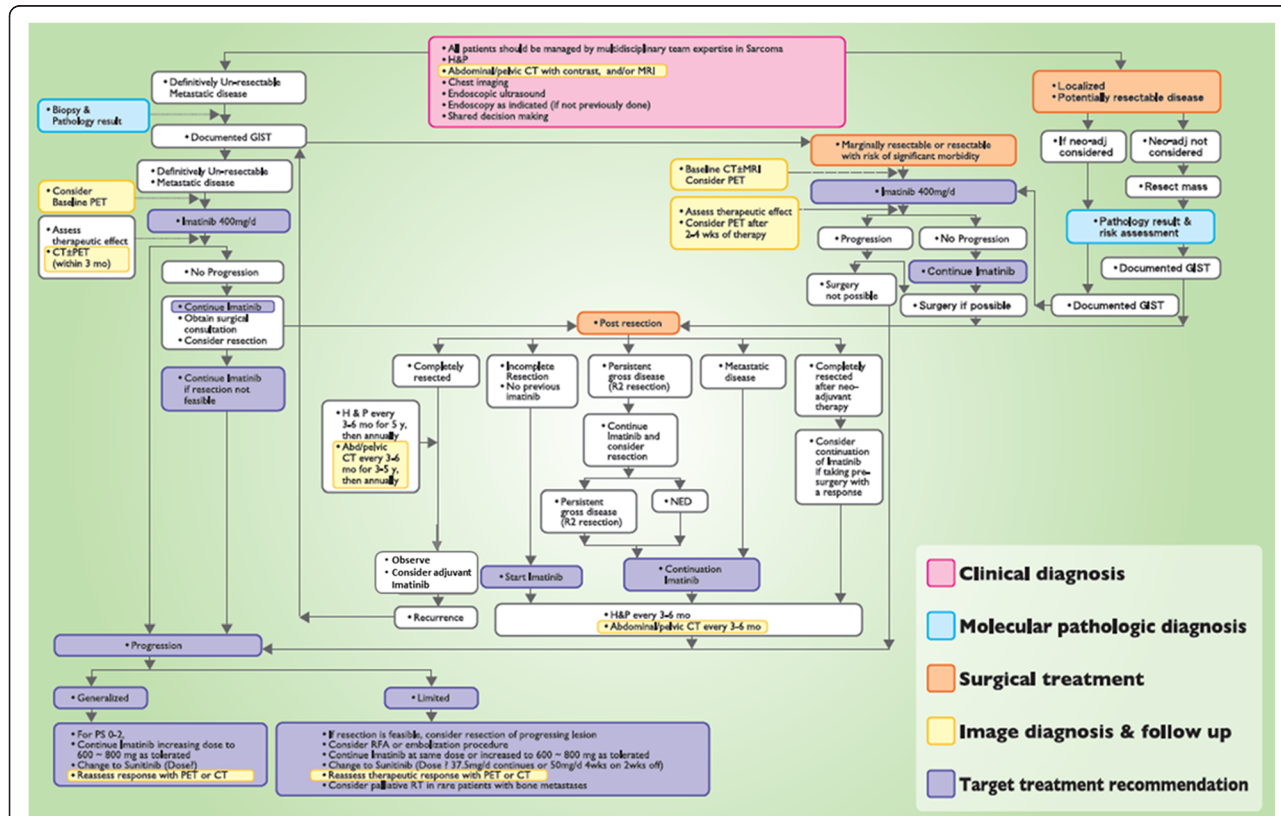 • All patients should be managed by multidisciplinary team expertise in Sarcoma
• H&P
• Abdominal/pelvic CT with contrast, and/or MRI
• Chest imaging
• Endoscopic ultrasound
• Endoscopy as indicated (if not previously done)
• Shared decision making
• Definitively Un-resectable
Metastatic disease
• Biopsy &
Pathology result
• Documented GIST
• Definitively Un-resectable
• Metastatic disease
• Consider
Baseline PET
• Imatinib 400mg/d
• Assess
therapeutic effect
• CT±PET
(within 3 mo)
• No Progression
• Continue Imatinib
• Obtain surgical
consultation
• Consider resection
• Continue Imatinib
if resection not
feasible
• Localized
• Potentially resectable disease
• If neo-adj
considered
• Neo-adj not
considered
• Resect mass
• Pathology result &
risk assessment
• Documented GIST
• Documented GIST
• Marginally resectable or resectable
with risk of significant morbidity
• Baseline CT±MRI
Consider PET
• Imatinib 400mg/d
• Assess therapeutic effect
• Consider PET after
2-4 wks of therapy
• Progression
• No Progression
• Continue Imatinib
• Surgery
not possible
• Surgery if possible
• Post resection
• Completely
resected
• Incomplete
Resection
• No previous
imatinib
• Persistent
gross disease
(R2 resection)
• Metastatic
disease
• Completely
resected
after neo-
adjuvant
therapy
• H & P every
3-6 mo for 5 y,
then annually
• Abd/pelvic
CT every 3-6
mo for 3-5 y,
then annually
• Continue
Imatinib and
consider
resection
• Consider
continuation
of Imatinib
if taking pre-
surgery with
a response
• Persistent
gross disease
(R2 resection)
• NED
• Observe
• Consider adjuvant
Imatinib
• Start Imatinib
• Continuation
Imatinib
• Recurrence
• H&P every 3-6 mo
• Abdominal/pelvic CT every 3-6 mo
• Progression
• Generalized
• Limited
• For PS 0-2,
Continue Imatinib increasing dose to
600 ~ 800 mg as tolerated
• Change to Sunitinib (Dose?)
• Reassess response with PET or CT
• If resection is feasible, consider resection of progressing lesion
• Consider RFA or embolization procedure
• Continue Imatinib at same dose or increased to 600 ~ 800 mg as tolerated
• Change to Sunitinib (Dose ? 37.5mg/d continues or 50mg/d 4wks on 2wks off)
• Reassess therapeutic response with PET or CT
• Consider palliative RT in rare patients with bone metastases
Clinical diagnosis
Molecular pathologic diagnosis
Surgical treatment
Image diagnosis & follow up
Target treatment recommendation